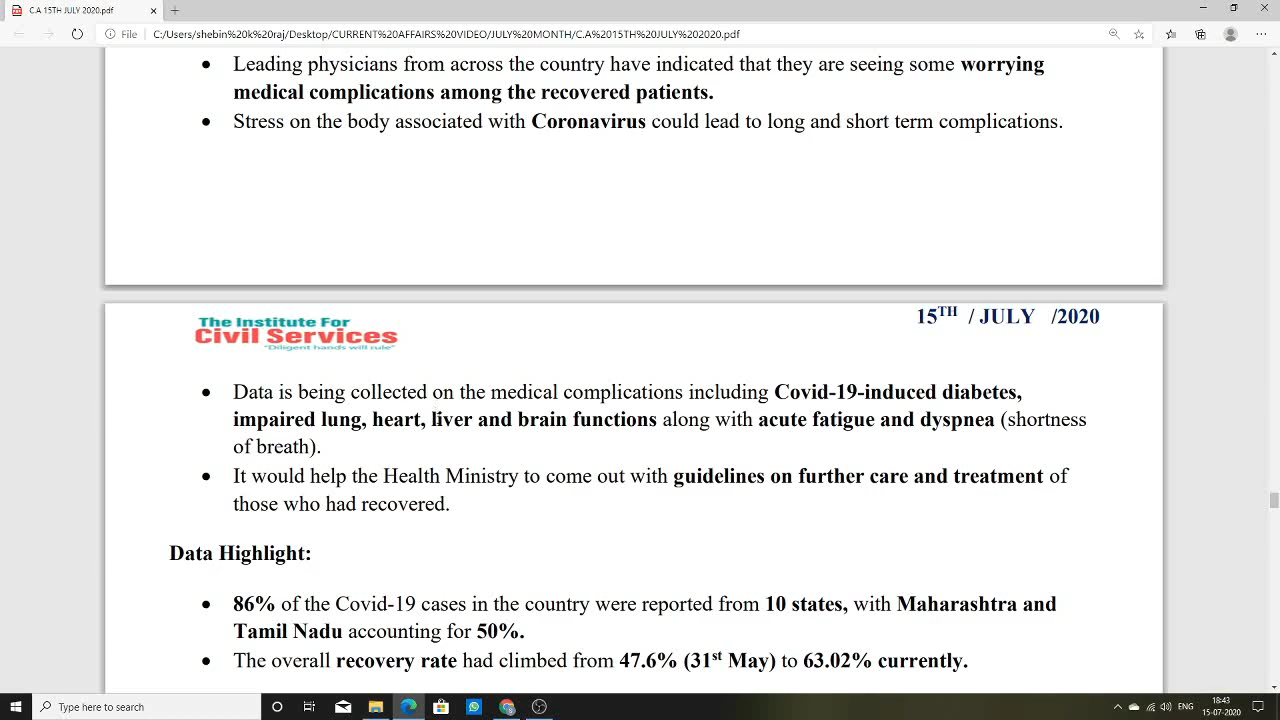 C.A 15TH JULY 2020.pdf
File | C:/Users/shebin%20k%20raj/Desktop/CURRENT%20AFFAIRS%20VIDEO/JULY%20MONTH/C.A%2015TH%20JULY%202020.pdf
• Leading physicians from across the country have indicated that they are seeing some worrying
medical complications among the recovered patients.
• Stress on the body associated with Coronavirus could lead to long and short term complications.
The Institute For
Civil Services
"Diligent hands will rule"
15TH / JULY /2020
• Data is being collected on the medical complications including Covid-19-induced diabetes,
impaired lung, heart, liver and brain functions along with acute fatigue and dyspnea (shortness
of breath).
• It would help the Health Ministry to come out with guidelines on further care and treatment of
those who had recovered.
Data Highlight:
• 86% of the Covid-19 cases in the country were reported from 10 states, with Maharashtra and
Tamil Nadu accounting for 50%.
• The overall recovery rate had climbed from 47.6% (31st May) to 63.02% currently.
Type here to search
ENG
18:43
15-07-2020